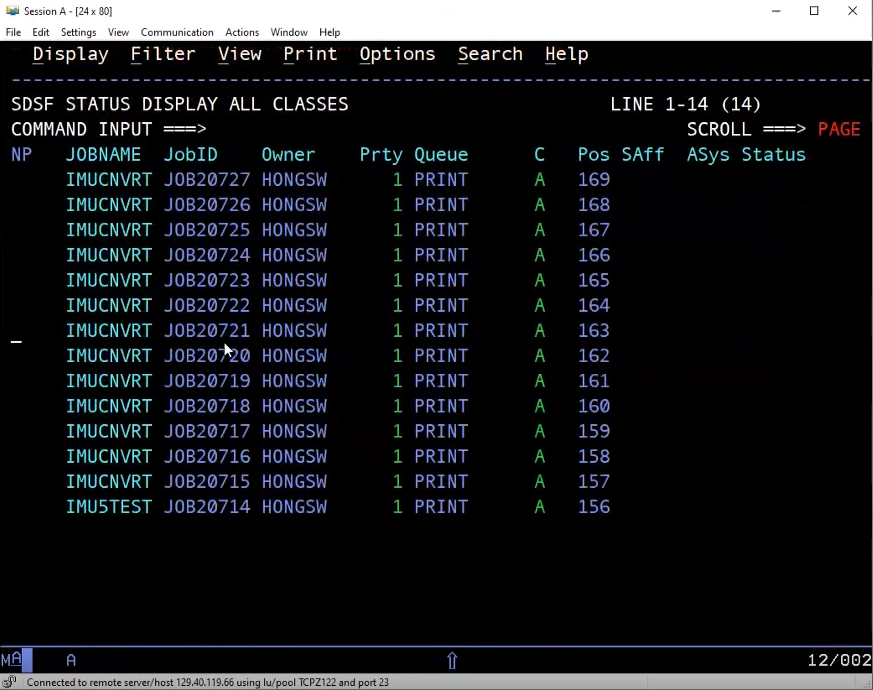 Session A - [24 x 80]
File Edit Settings View Communication Actions Window Help
Display Filter View Print Options Search Help
--------------------------------------------------------------------------------
SDSF STATUS DISPLAY ALL CLASSES LINE 1-14 (14)
COMMAND INPUT ===> SCROLL ===> PAGE
NP JOBNAME JobID Owner Prty Queue C Pos SAff ASys Status
IMUCNVRT JOB20727 HONGSW 1 PRINT A 169
IMUCNVRT JOB20726 HONGSW 1 PRINT A 168
IMUCNVRT JOB20725 HONGSW 1 PRINT A 167
IMUCNVRT JOB20724 HONGSW 1 PRINT A 166
IMUCNVRT JOB20723 HONGSW 1 PRINT A 165
IMUCNVRT JOB20722 HONGSW 1 PRINT A 164
IMUCNVRT JOB20721 HONGSW 1 PRINT A 163
IMUCNVRT JOB20720 HONGSW 1 PRINT A 162
IMUCNVRT JOB20719 HONGSW 1 PRINT A 161
IMUCNVRT JOB20718 HONGSW 1 PRINT A 160
IMUCNVRT JOB20717 HONGSW 1 PRINT A 159
IMUCNVRT JOB20716 HONGSW 1 PRINT A 158
IMUCNVRT JOB20715 HONGSW 1 PRINT A 157
IMU5TEST JOB20714 HONGSW 1 PRINT A 156
MA A ⇧ 12/002
Connected to remote server/host 129.40.119.66 using lu/pool TCPZ122 and port 23